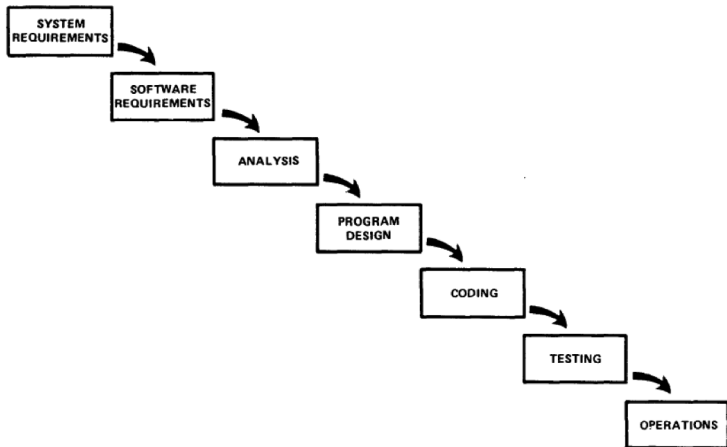 SYSTEM
REQUIREMENTS
SOFTWARE
REQUIREMENTS
ANALYSIS
PROGRAM
DESIGN
CODING
TESTING
OPERATIONS